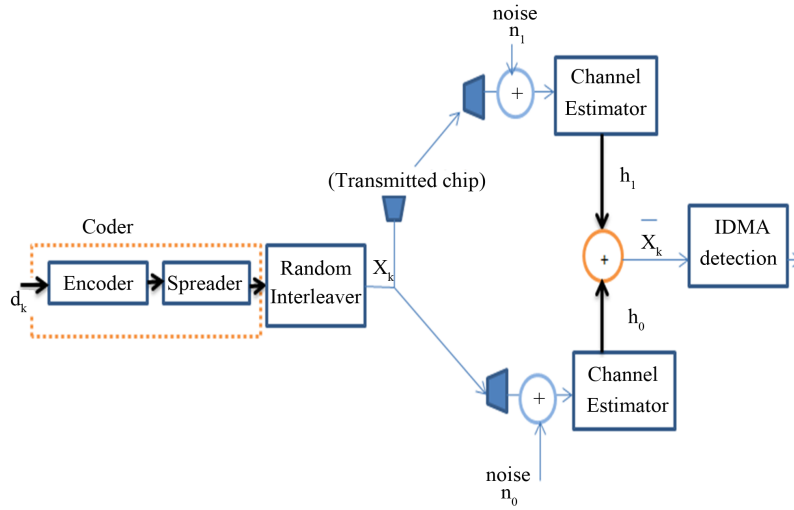 noise
n1
Channel
Estimator
+
(Transmitted chip)
h1
Coder
Encoder
Spreader
Random
Interleaver
Xk
dk
+
X̅k
IDMA
detection
h0
Channel
Estimator
+
noise
n0